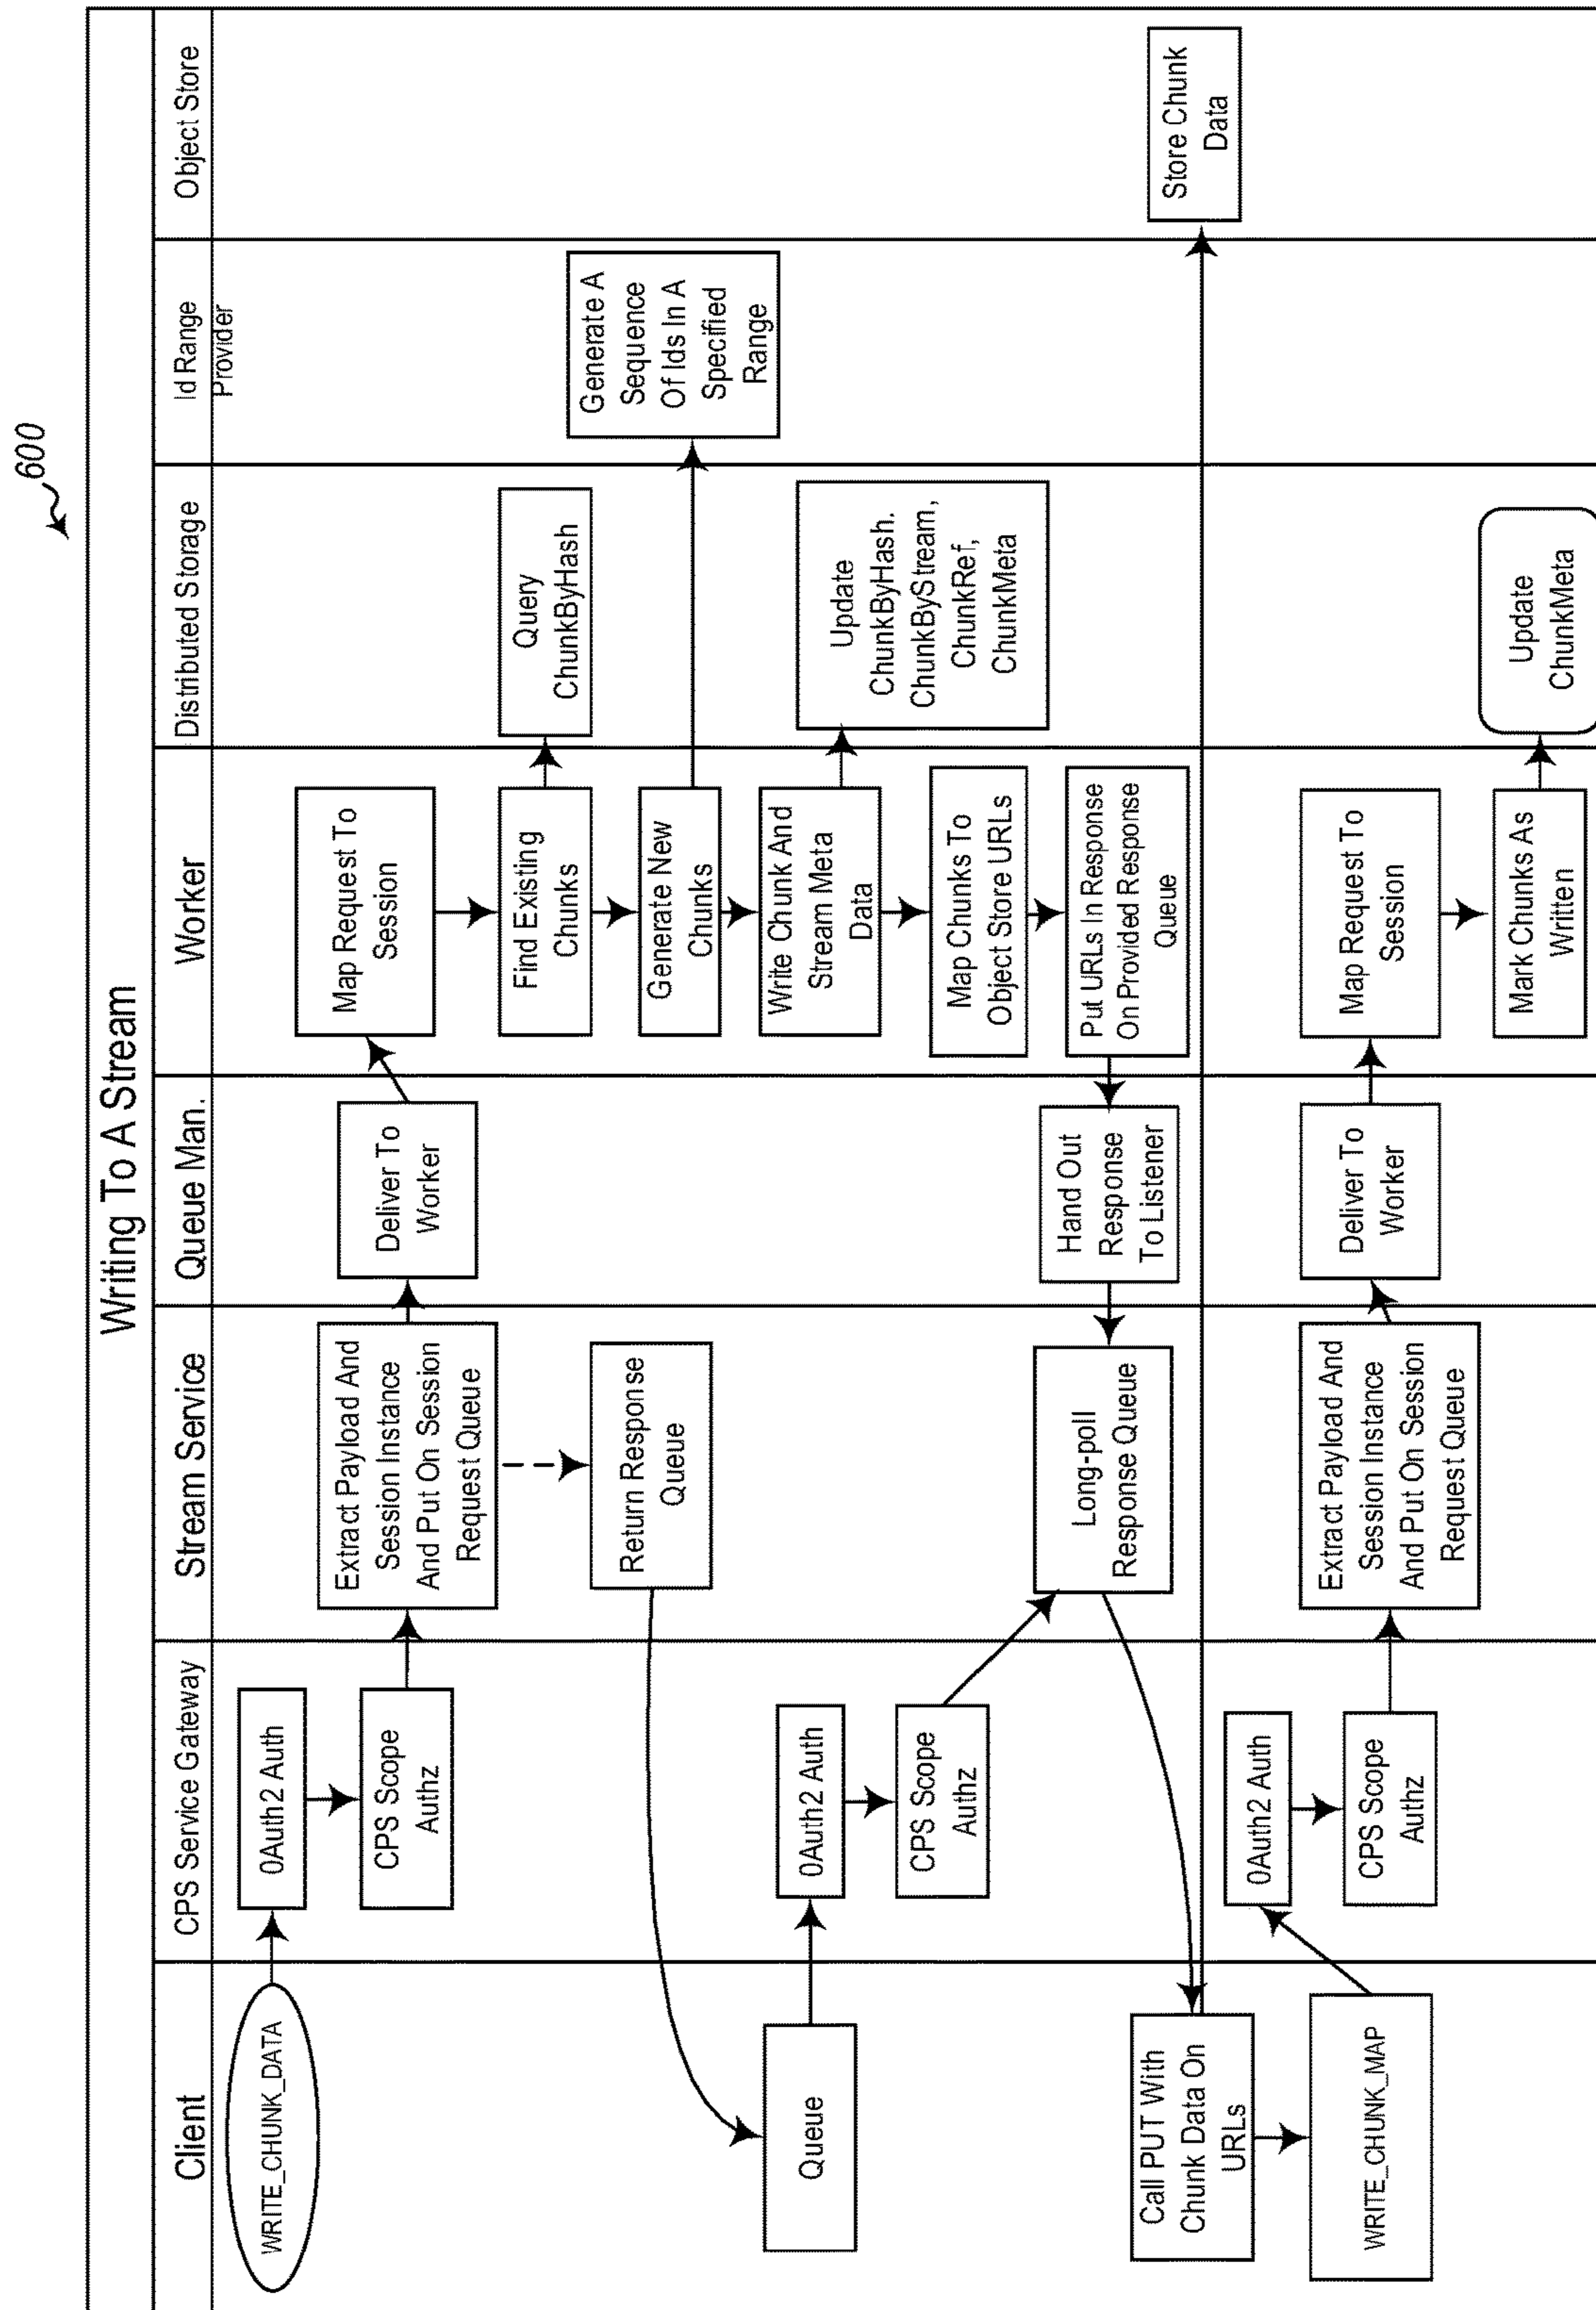 600
Writing To A Stream
Client
CPS Service Gateway
Stream Service
Queue Man.
Worker
Distributed Storage
Id Range
Provider
Object Store
WRITE_CHUNK_DATA
0Auth2 Auth
CPS Scope
Authz
Extract Payload And
Session Instance
And Put On Session
Request Queue
Deliver To
Worker
Map Request To
Session
Find Existing
Chunks
Query
ChunkByHash
Return Response
Queue
Generate New
Chunks
Generate A
Sequence
Of Ids In A
Specified
Range
Queue
0Auth2 Auth
CPS Scope
Authz
Write Chunk And
Stream Meta
Data
Update
ChunkByHash.
ChunkByStream,
ChunkRef,
ChunkMeta
Map Chunks To
Object Store URLs
Put URLs In Response
On Provided Response
Queue
Hand Out
Response
To Listener
Long-poll
Response Queue
Call PUT With
Chunk Data On
URLs
Store Chunk
Data
WRITE_CHUNK_MAP
0Auth2 Auth
CPS Scope
Authz
Extract Payload And
Session Instance
And Put On Session
Request Queue
Deliver To
Worker
Map Request To
Session
Mark Chunks As
Written
Update
ChunkMeta